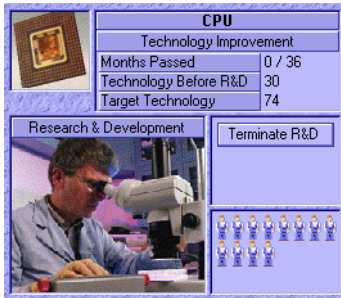 CPU
Technology Improvement
Months Passed 0 / 36
Technology Before R&D 30
Target Technology 74
Research & Development
Terminate R&D